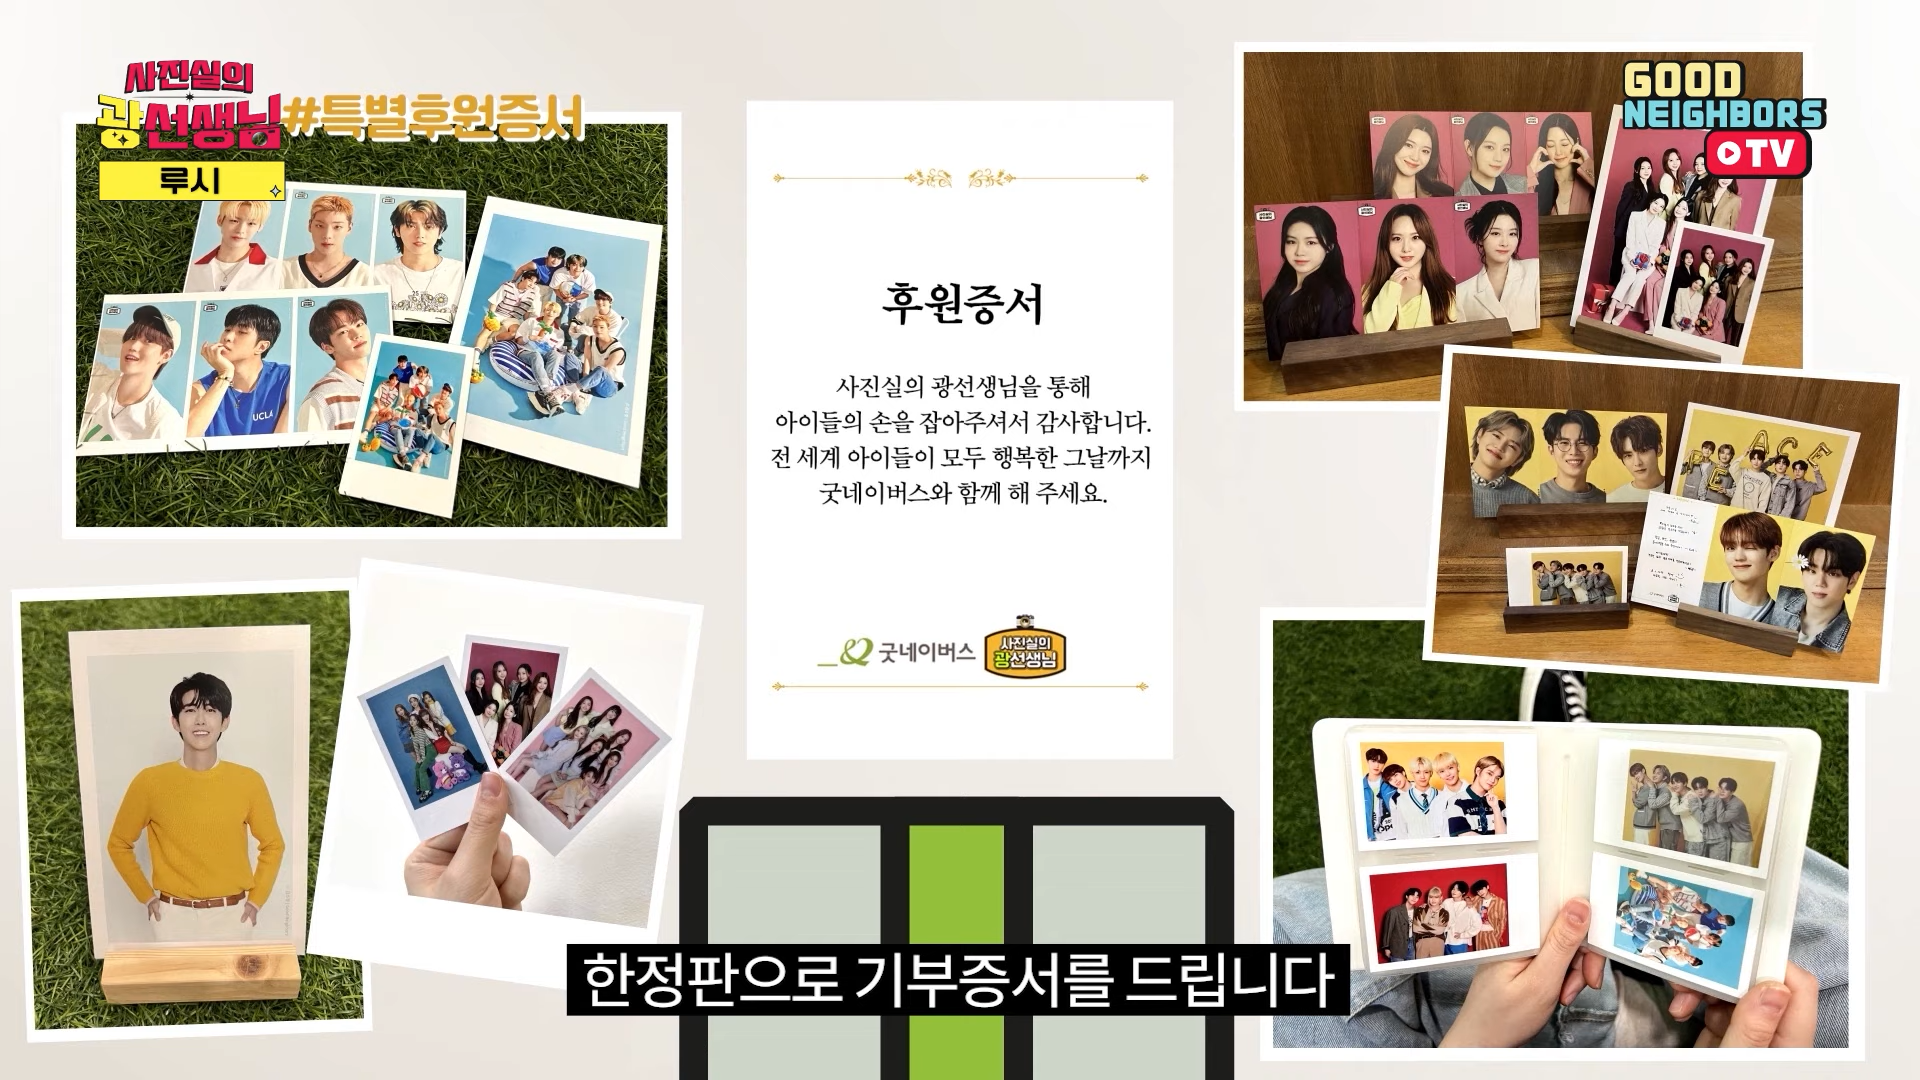 사진실의
광선생님
#특별후원증서
루시
GOOD
NEIGHBORS
TV
후원증서
사진실의 광선생님을 통해
아이들의 손을 잡아주셔서 감사합니다.
전 세계 아이들이 모두 행복한 그날까지
굿네이버스와 함께 해 주세요.
굿네이버스
사진실의
광선생님
UCLA
한정판으로 기부증서를 드립니다